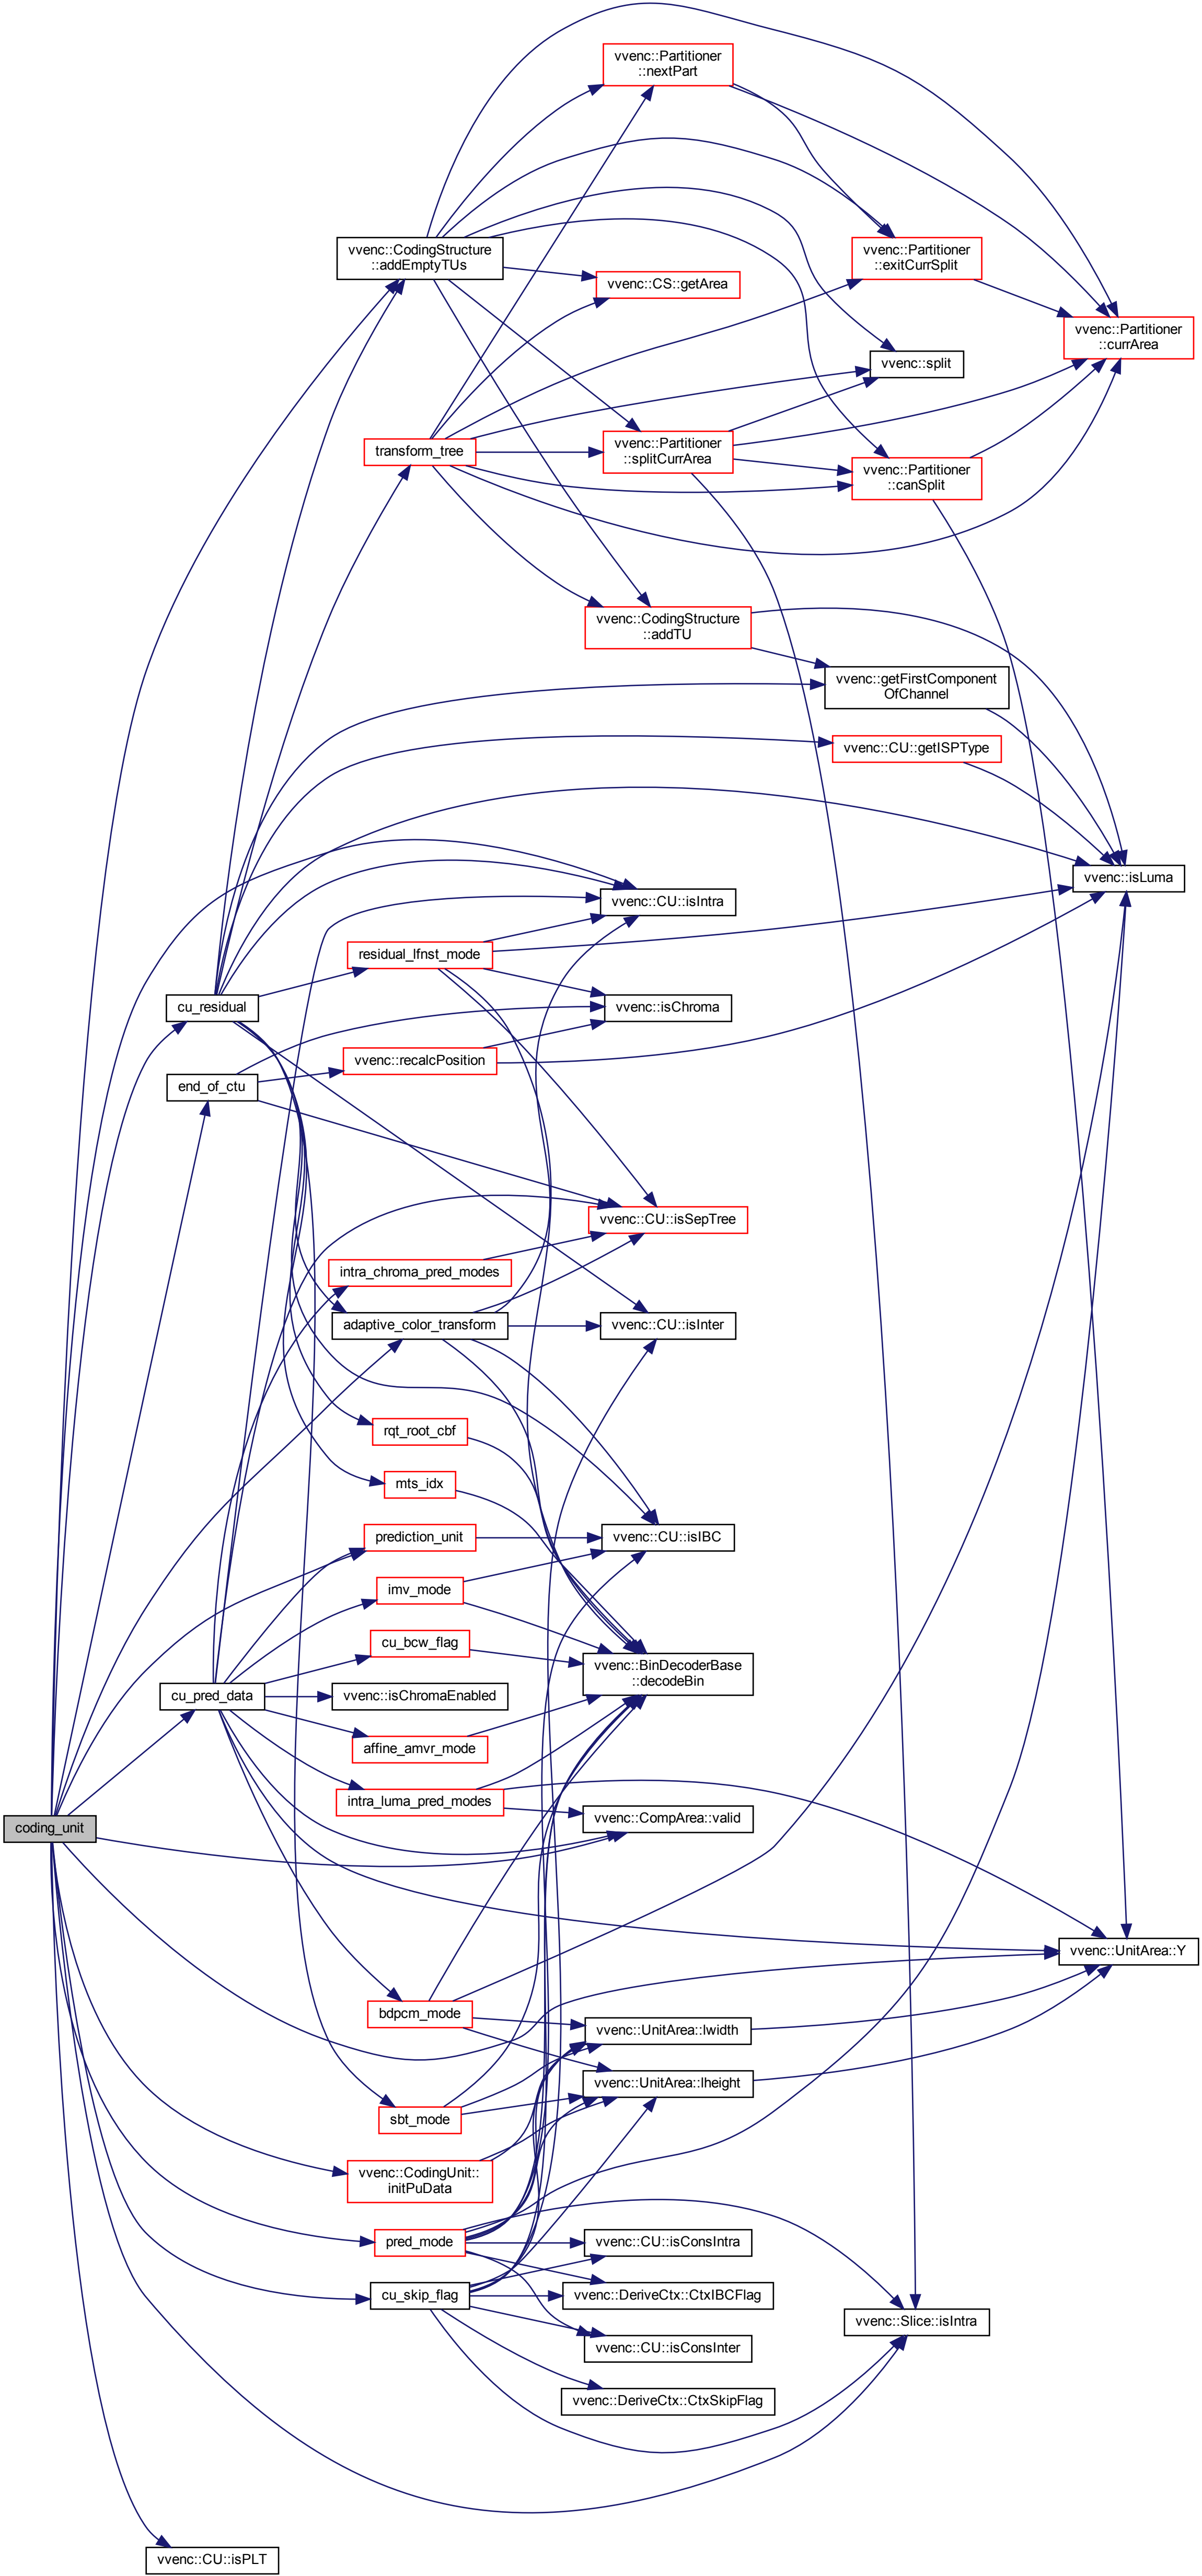 vvenc::Partitioner
::nextPart
vvenc::CodingStructure
::addEmptyTUs
vvenc::Partitioner
::exitCurrSplit
vvenc::CS::getArea
vvenc::Partitioner
::currArea
vvenc::split
transform_tree
vvenc::Partitioner
::splitCurrArea
vvenc::Partitioner
::canSplit
vvenc::CodingStructure
::addTU
vvenc::getFirstComponent
OfChannel
vvenc::CU::getISPType
vvenc::isLuma
vvenc::CU::isIntra
residual_lfnst_mode
cu_residual
vvenc::isChroma
vvenc::recalcPosition
end_of_ctu
vvenc::CU::isSepTree
intra_chroma_pred_modes
adaptive_color_transform
vvenc::CU::isInter
rqt_root_cbf
mts_idx
prediction_unit
vvenc::CU::isIBC
imv_mode
cu_bcw_flag
vvenc::BinDecoderBase
::decodeBin
cu_pred_data
vvenc::isChromaEnabled
affine_amvr_mode
intra_luma_pred_modes
vvenc::CompArea::valid
coding_unit
vvenc::UnitArea::Y
bdpcm_mode
vvenc::UnitArea::lwidth
vvenc::UnitArea::lheight
sbt_mode
vvenc::CodingUnit::
initPuData
pred_mode
vvenc::CU::isConsIntra
cu_skip_flag
vvenc::DeriveCtx::CtxIBCFlag
vvenc::Slice::isIntra
vvenc::CU::isConsInter
vvenc::DeriveCtx::CtxSkipFlag
vvenc::CU::isPLT